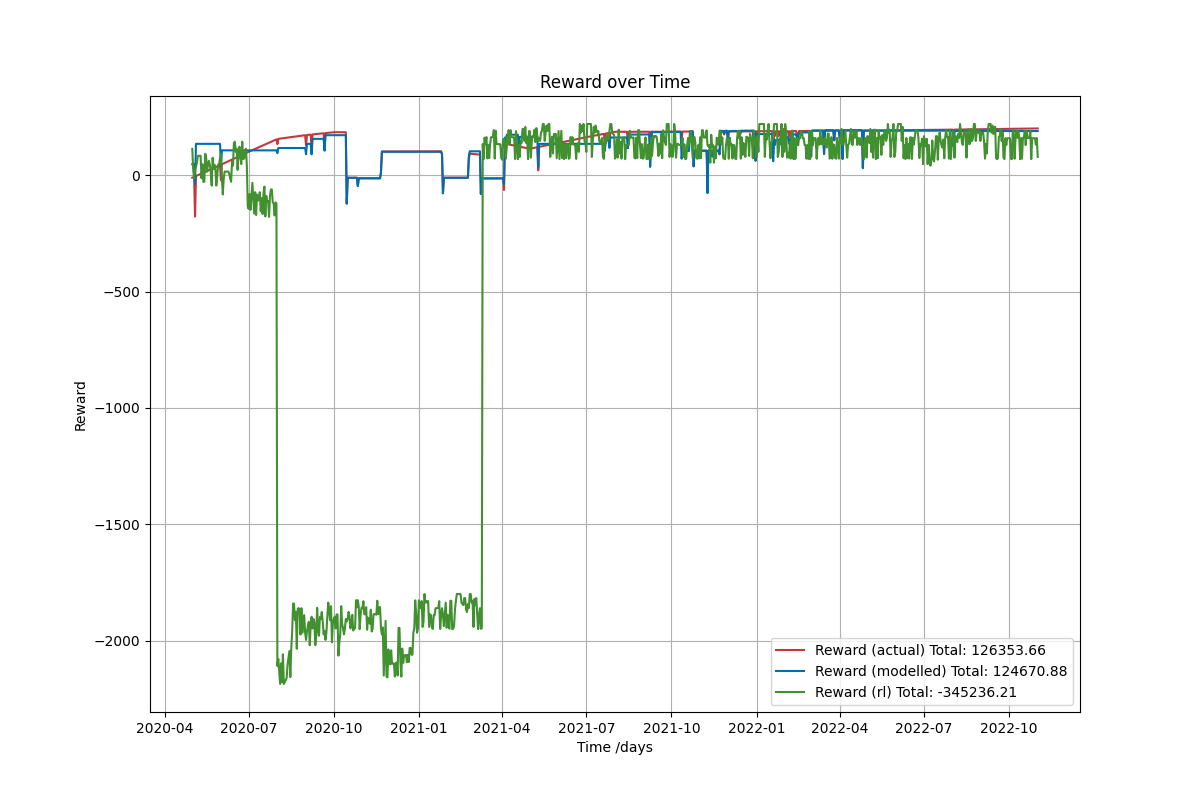 Reward over Time
Reward
0
−500
−1000
−1500
−2000
2020-04 2020-07 2020-10 2021-01 2021-04 2021-07 2021-10 2022-01 2022-04 2022-07 2022-10
Time /days
Reward (actual) Total: 126353.66
Reward (modelled) Total: 124670.88
Reward (rl) Total: -345236.21